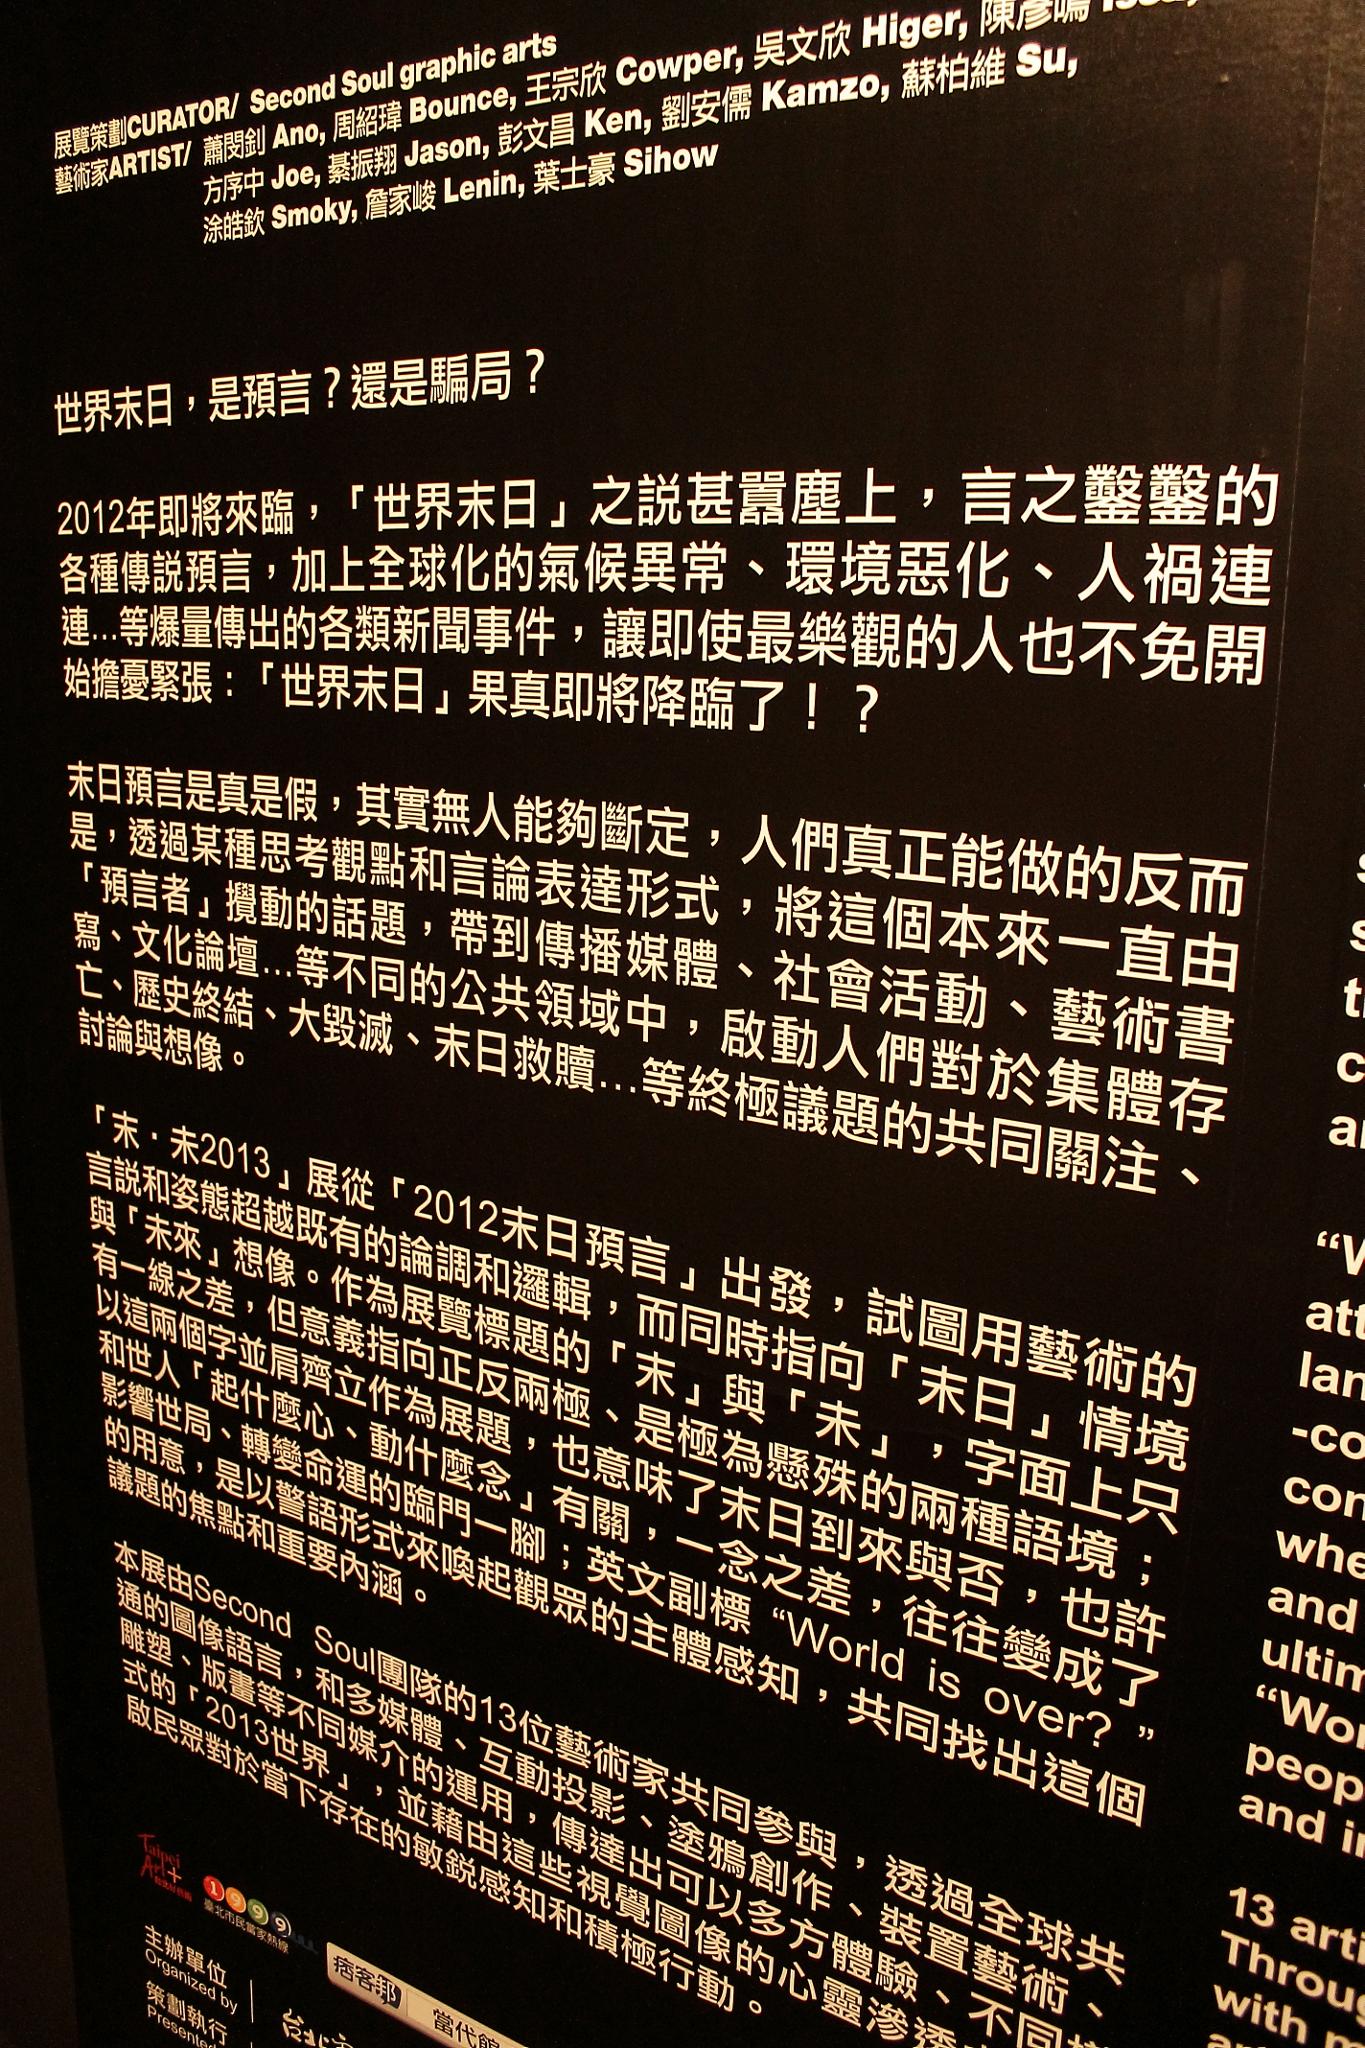 展覽策劃CURATOR/ Second Soul graphic arts
藝術家ARTIST/ 蕭閔釗 Ano, 周紹瑋 Bounce, 王宗欣 Cowper, 吳文欣 Higer, 陳彥鳴
方序中 Joe, 綦振翔 Jason, 彭文昌 Ken, 劉安儒 Kamzo, 蘇柏維 Su,
涂皓欽 Smoky, 詹家峻 Lenin, 葉士豪 Sihow
世界末日，是預言？還是騙局？
2012年即將來臨，「世界末日」之說甚囂塵上，言之鑿鑿的
各種傳說預言，加上全球化的氣候異常、環境惡化、人禍連
連...等爆量傳出的各類新聞事件，讓即使最樂觀的人也不免開
始擔憂緊張：「世界末日」果真即將降臨了！？
末日預言是真是假，其實無人能夠斷定，人們真正能做的反而
是，透過某種思考觀點和言論表達形式，將這個本來一直由
「預言者」攪動的話題，帶到傳播媒體、社會活動、藝術書
寫、文化論壇...等不同的公共領域中，啟動人們對於集體存
亡、歷史終結、大毀滅、末日救贖...等終極議題的共同關注、
討論與想像。
「末．未2013」展從「2012末日預言」出發，試圖用藝術的
言說和姿態超越既有的論調和邏輯，而同時指向「末日」情境
與「未來」想像。作為展覽標題的「末」與「未」，字面上只
有一線之差，但意義指向正反兩極、是極為懸殊的兩種語境；
以這兩個字並肩齊立作為展題，也意味了末日到來與否，也許
和世人「起什麼心、動什麼念」有關，一念之差，往往變成了
影響世局、轉變命運的臨門一腳；英文副標 “World is over? ”
的用意，是以警語形式來喚起觀眾的主體感知，共同找出這個
議題的焦點和重要內涵。
本展由Second Soul團隊的13位藝術家共同參與，透過全球共
通的圖像語言，和多媒體、互動投影、塗鴉創作、裝置藝術、
雕塑、版畫等不同媒介的運用，傳達出可以多方體驗、不同
式的「2013世界」，並藉由這些視覺圖像的心靈滲透
啟民眾對於當下存在的敏銳感知和積極行動。
Taipei
Art+
1999
臺北市民當家熱線
痞客邦
當代館
主辦單位
Organized by
策劃執行
Presented
“W
att
lan
-co
con
whe
and
ultim
“Wor
peop
and i
13 arti
Throu
with m